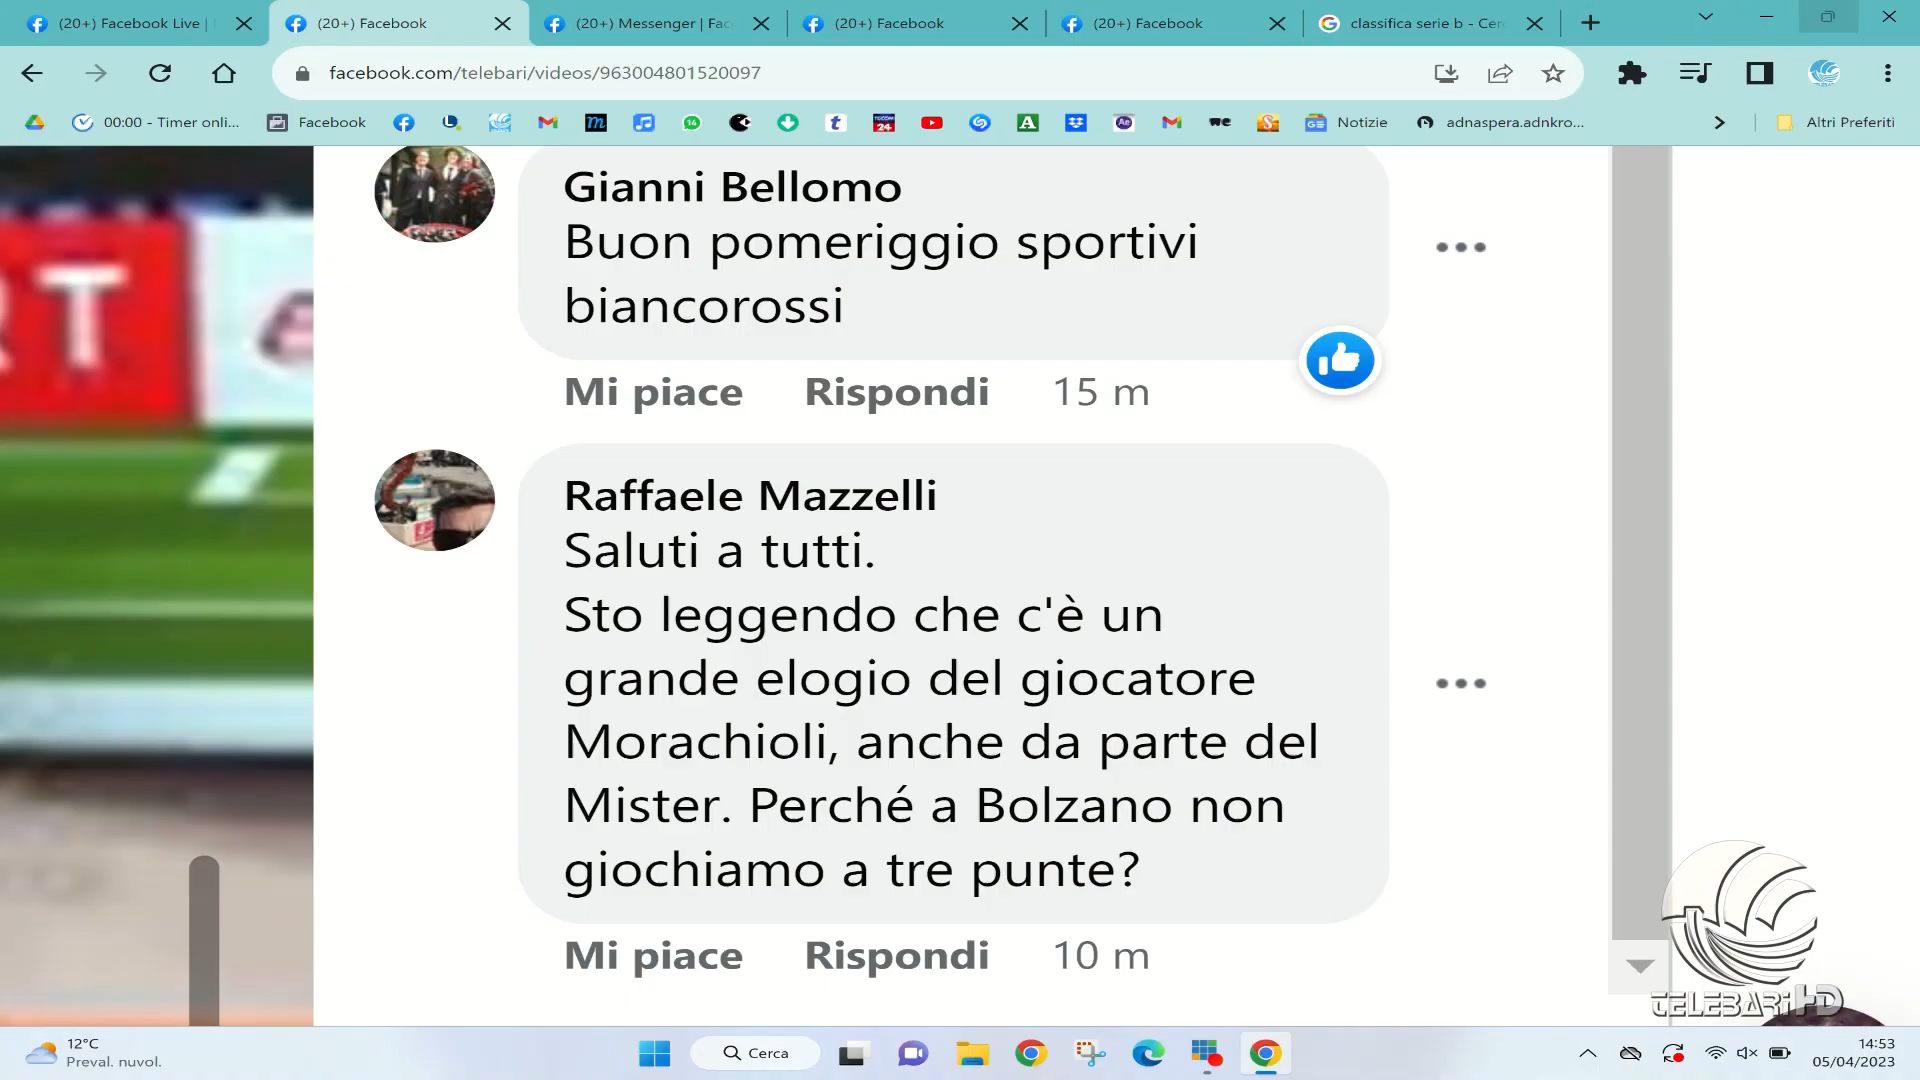 (20+) Facebook Live |
(20+) Facebook
(20+) Messenger | Fac
(20+) Facebook
(20+) Facebook
classifica serie b - Cer
facebook.com/telebari/videos/963004801520097
00:00 - Timer onli...
Facebook
Notizie
adnaspera.adnkro...
Altri Preferiti
RT
Gianni Bellomo
Buon pomeriggio sportivi
biancorossi
Mi piace Rispondi 15 m
Raffaele Mazzelli
Saluti a tutti.
Sto leggendo che c'è un
grande elogio del giocatore
Morachioli, anche da parte del
Mister. Perché a Bolzano non
giochiamo a tre punte?
Mi piace Rispondi 10 m
TELEBARI HD
12°C
Preval. nuvol.
Cerca
14:53
05/04/2023